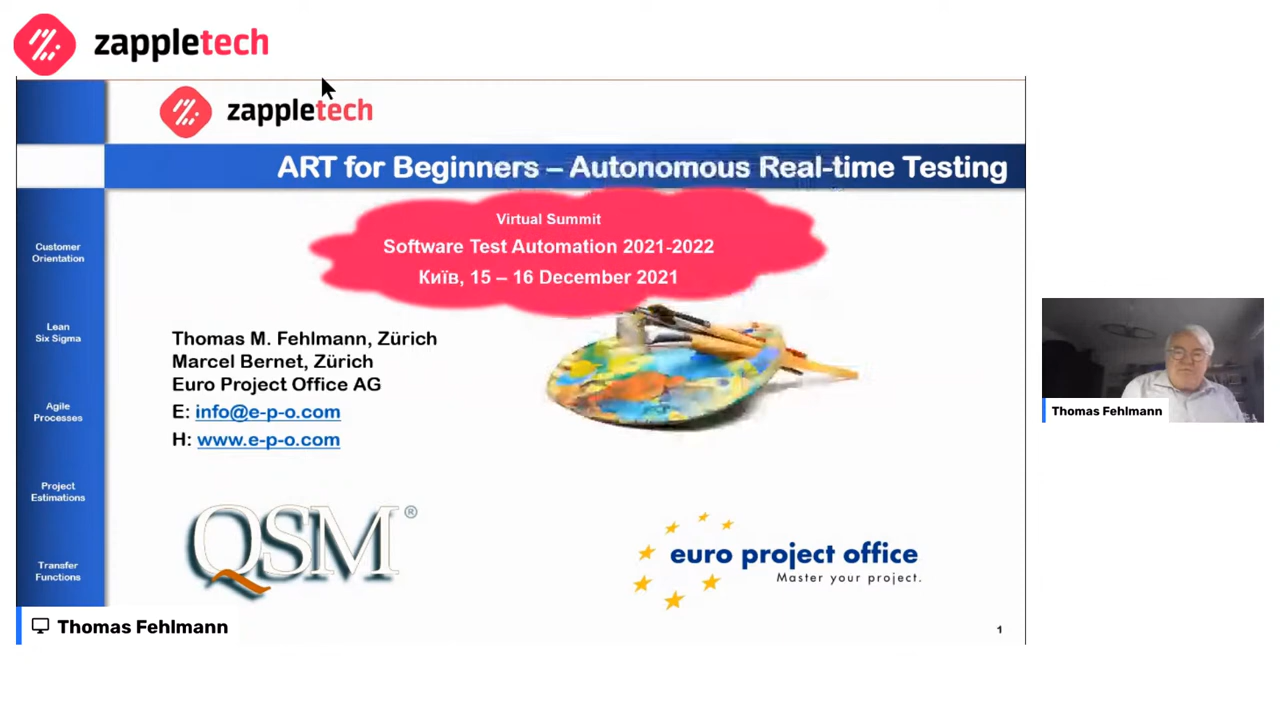 zappletech
zappletech
ART for Beginners – Autonomous Real-time Testing
Virtual Summit
Software Test Automation 2021-2022
Київ, 15 – 16 December 2021
Customer
Orientation
Lean
Six Sigma
Agile
Processes
Project
Estimations
Transfer
Functions
Thomas M. Fehlmann, Zürich
Marcel Bernet, Zürich
Euro Project Office AG
E: info@e-p-o.com
H: www.e-p-o.com
QSM®
euro project office
Master your project.
Thomas Fehlmann
1
Thomas Fehlmann